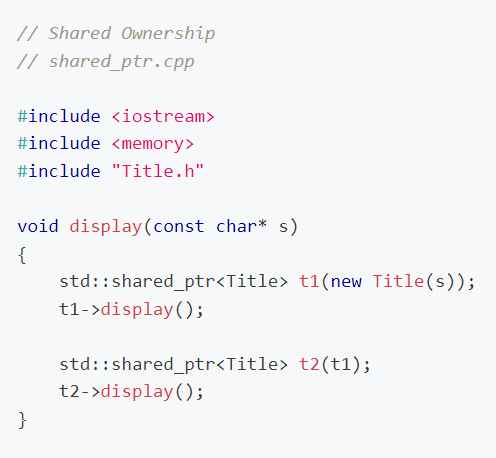 // Shared Ownership
// shared_ptr.cpp
#include <iostream>
#include <memory>
#include "Title.h"
void display(const char* s)
{
    std::shared_ptr<Title> t1(new Title(s));
    t1->display();
    std::shared_ptr<Title> t2(t1);
    t2->display();
}